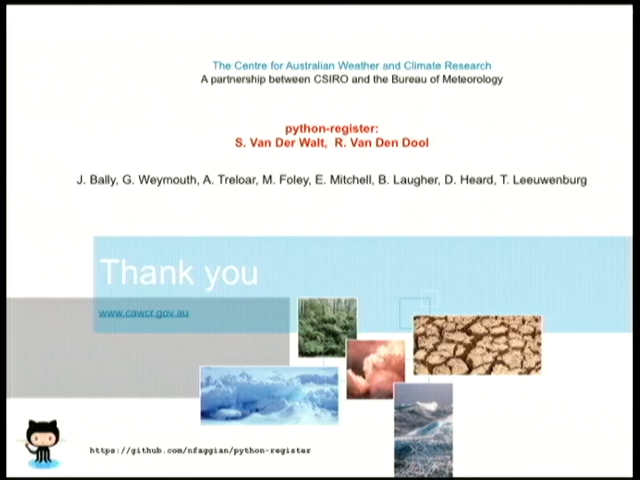 The Centre for Australian Weather and Climate Research
A partnership between CSIRO and the Bureau of Meteorology
python-register:
S. Van Der Walt, R. Van Den Dool
J. Bally, G. Weymouth, A. Treloar, M. Foley, E. Mitchell, B. Laugher, D. Heard, T. Leeuwenburg
Thank you
www.cawcr.gov.au
https://github.com/nfaggian/python-register